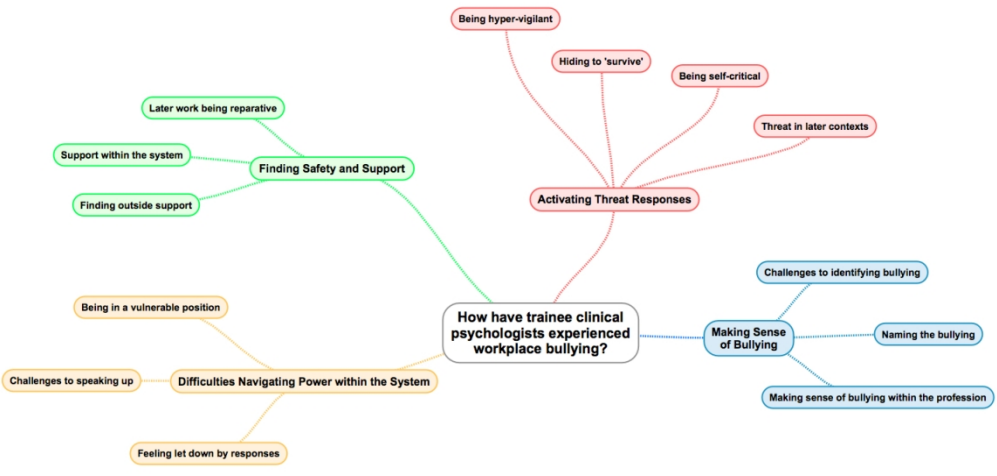 Being hyper-vigilant
Hiding to 'survive'
Being self-critical
Threat in later contexts
Activating Threat Responses
Later work being reparative
Support within the system
Finding outside support
Finding Safety and Support
How have trainee clinical
psychologists experienced
workplace bullying?
Challenges to identifying bullying
Making Sense
of Bullying
Naming the bullying
Making sense of bullying within the profession
Being in a vulnerable position
Challenges to speaking up
Difficulties Navigating Power within the System
Feeling let down by responses